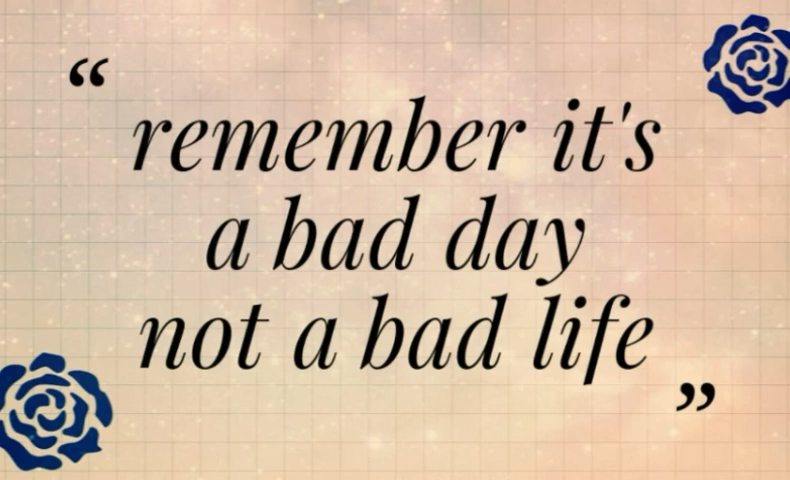 “ remember it's
a bad day
not a bad life ”